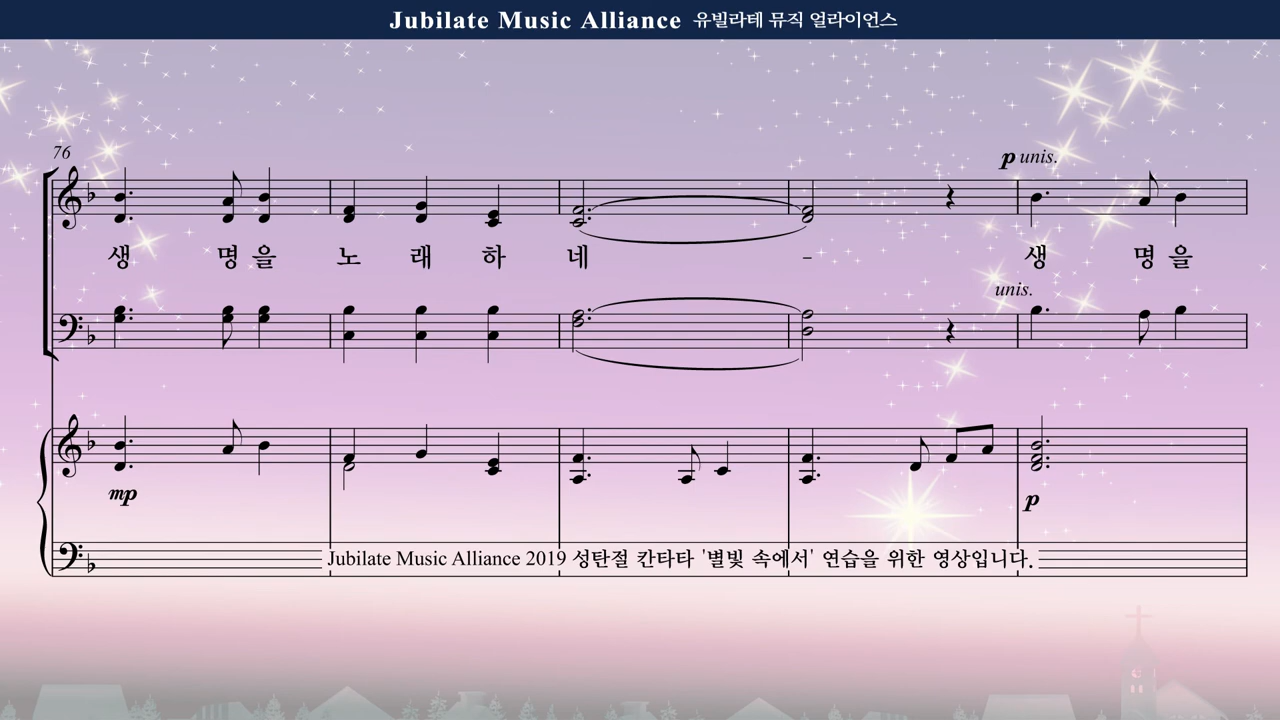 Jubilate Music Alliance 유빌라테 뮤직 얼라이언스
76
p unis.
생 명을 노 래 하 네 - 생 명을
unis.
mp
p
Jubilate Music Alliance 2019 성탄절 칸타타 '별빛 속에서' 연습을 위한 영상입니다.